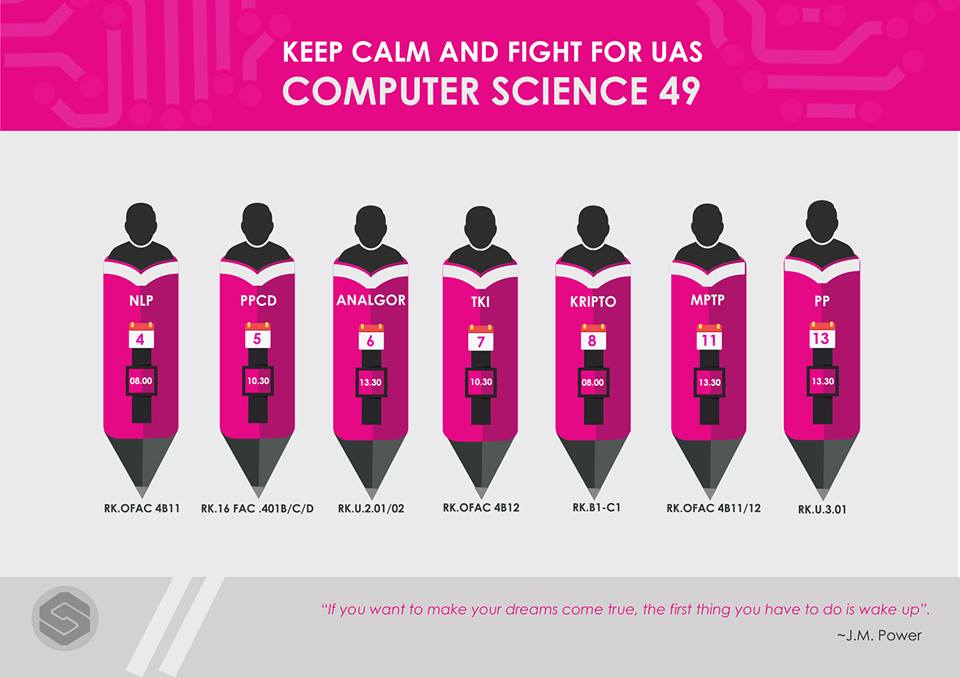 KEEP CALM AND FIGHT FOR UAS
COMPUTER SCIENCE 49
NLP
4
08.00
RK.OFAC 4B11
PPCD
5
10.30
RK.16 FAC .401B/C/D
ANALGOR
6
13.30
RK.U.2.01/02
TKI
7
10.30
RK.OFAC 4B12
KRIPTO
8
08.00
RK.B1-C1
MPTP
11
13.30
RK.OFAC 4B11/12
PP
13
13.30
RK.U.3.01
“If you want to make your dreams come true, the first thing you have to do is wake up”.
~J.M. Power